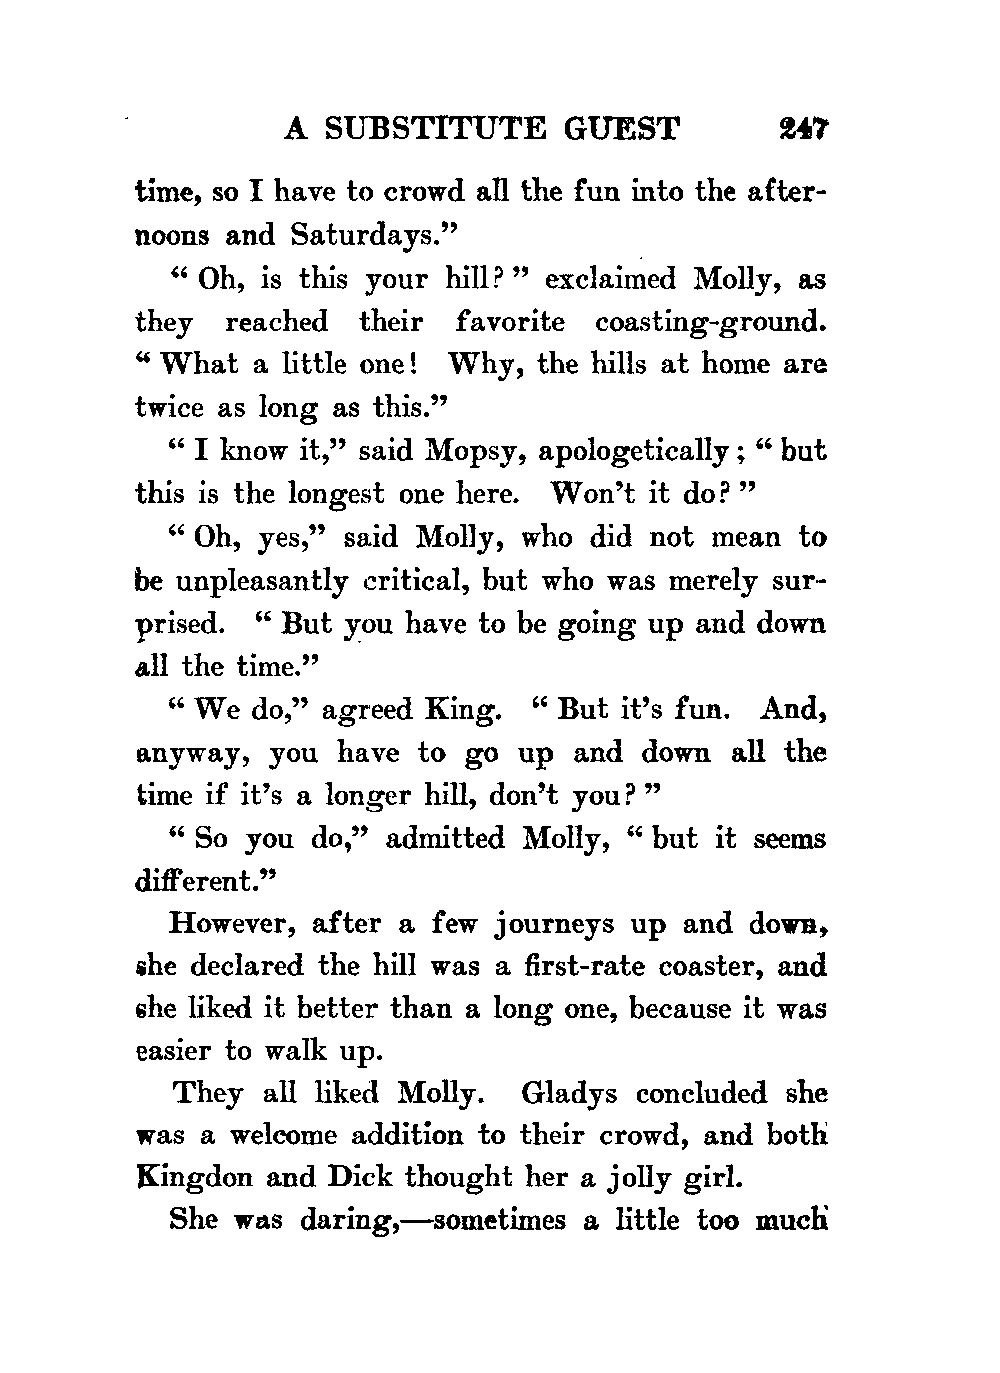 A SUBSTITUTE GUEST 247
time, so I have to crowd all the fun into the after-
noons and Saturdays.”
“ Oh, is this your hill? ” exclaimed Molly, as
they reached their favorite coasting-ground.
“ What a little one! Why, the hills at home are
twice as long as this.”
“ I know it,” said Mopsy, apologetically; “ but
this is the longest one here. Won’t it do? ”
“ Oh, yes,” said Molly, who did not mean to
be unpleasantly critical, but who was merely sur-
prised. “ But you have to be going up and down
all the time.”
“ We do,” agreed King. “ But it’s fun. And,
anyway, you have to go up and down all the
time if it’s a longer hill, don’t you? ”
“ So you do,” admitted Molly, “ but it seems
different.”
However, after a few journeys up and down,
she declared the hill was a first-rate coaster, and
she liked it better than a long one, because it was
easier to walk up.
They all liked Molly. Gladys concluded she
was a welcome addition to their crowd, and both
Kingdon and Dick thought her a jolly girl.
She was daring,—sometimes a little too much